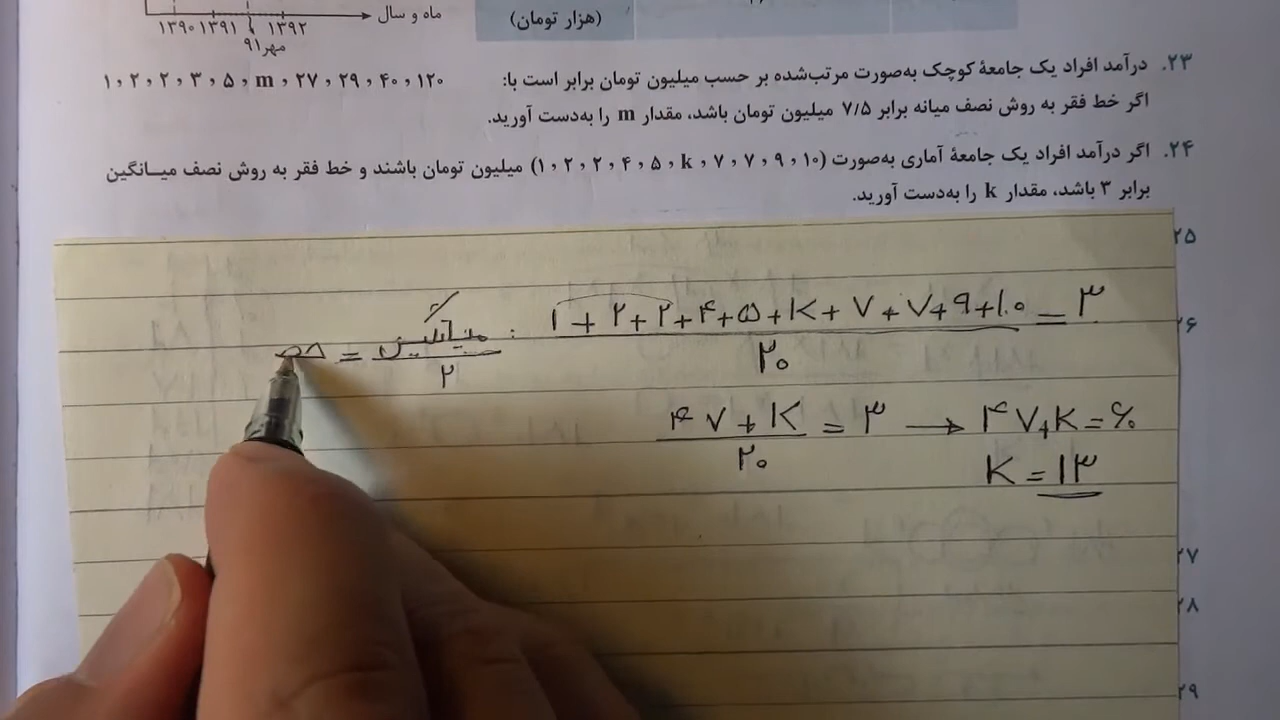 ماه و سال
۱۳۹۰ ۱۳۹۱ ۱۳۹۲
مهر ۹۱
(هزار تومان)
۲۳. درآمد افراد یک جامعهٔ کوچک به‌صورت مرتب‌شده بر حسب میلیون تومان برابر است با: ۱ , ۲ , ۲ , ۳ , ۵ , m , ۲۷ , ۲۹ , ۴۰ , ۱۲۰
اگر خط فقر به روش نصف میانه برابر ۷/۵ میلیون تومان باشد، مقدار m را به‌دست آورید.
۲۴. اگر درآمد افراد یک جامعهٔ آماری به‌صورت (۱ , ۲ , ۲ , ۴ , ۵ , k , ۷ , ۷ , ۹ , ۱۰) میلیون تومان باشند و خط فقر به روش نصف میـانگین
برابر ۳ باشد، مقدار k را به‌دست آورید.
۲۵
۱ + ۲ + ۲ + ۴ + ۵ + K + ۷ + ۷ + ۹ + ۱۰ = ۳
۲۰
= میانگین :
۲
۲۶
۴۷ + K = ۳ → ۴۷ + K = ۶۰
۲۰
K = ۱۳
۲۷
۲۸
۲۹